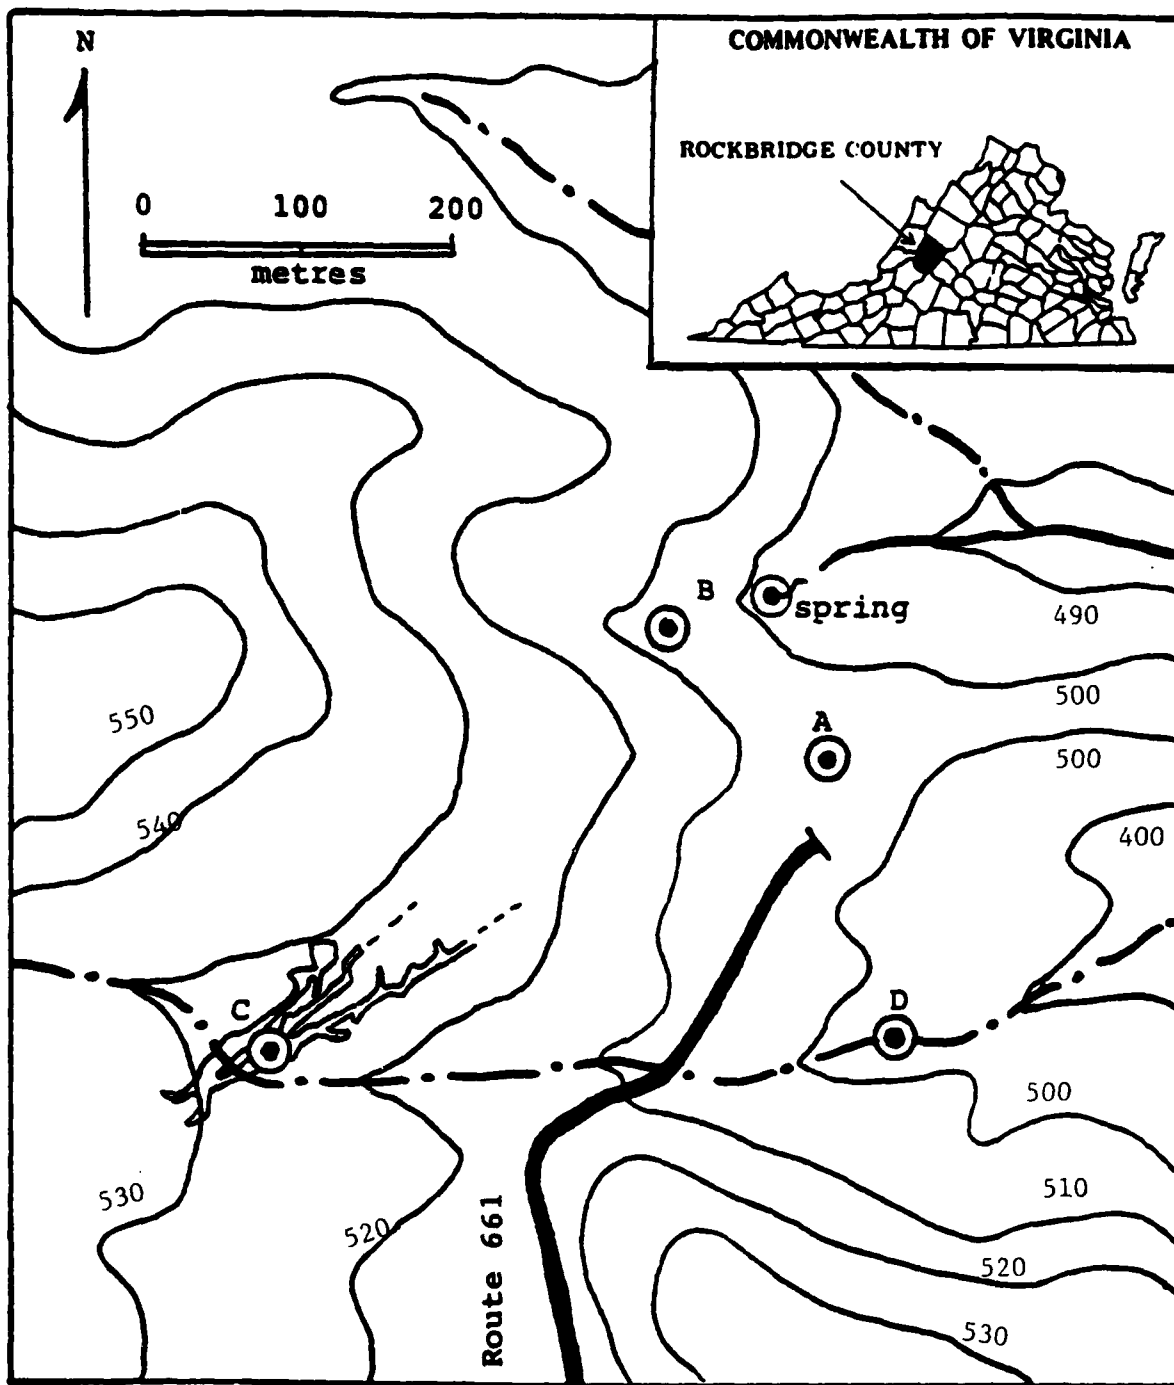 N
COMMONWEALTH OF VIRGINIA
ROCKBRIDGE COUNTY
0 100 200
metres
B
spring
490
500
550
A
500
540
400
C
D
500
530
510
520
Route 661
520
530